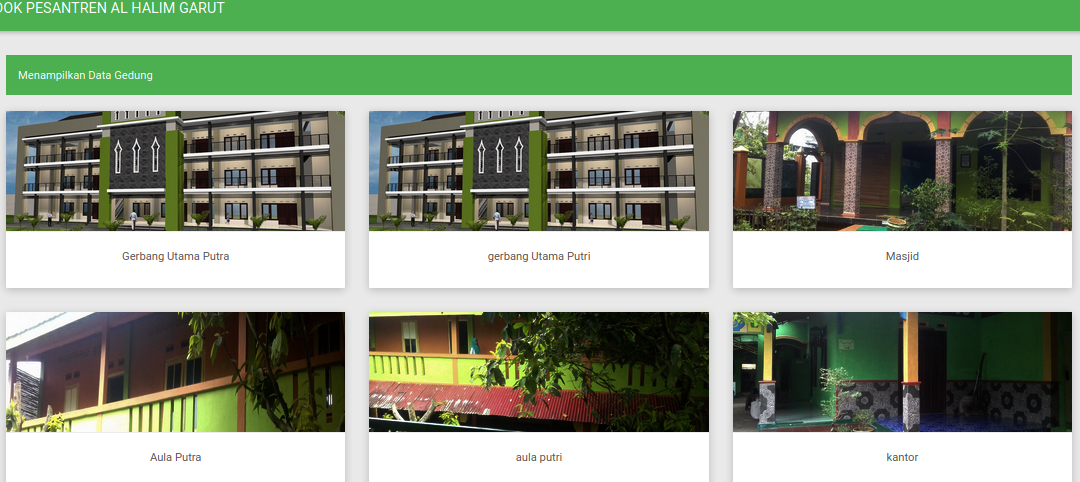 OK PESANTREN AL HALIM GARUT
Menampilkan Data Gedung
Gerbang Utama Putra
gerbang Utama Putri
Masjid
Aula Putra
aula putri
kantor